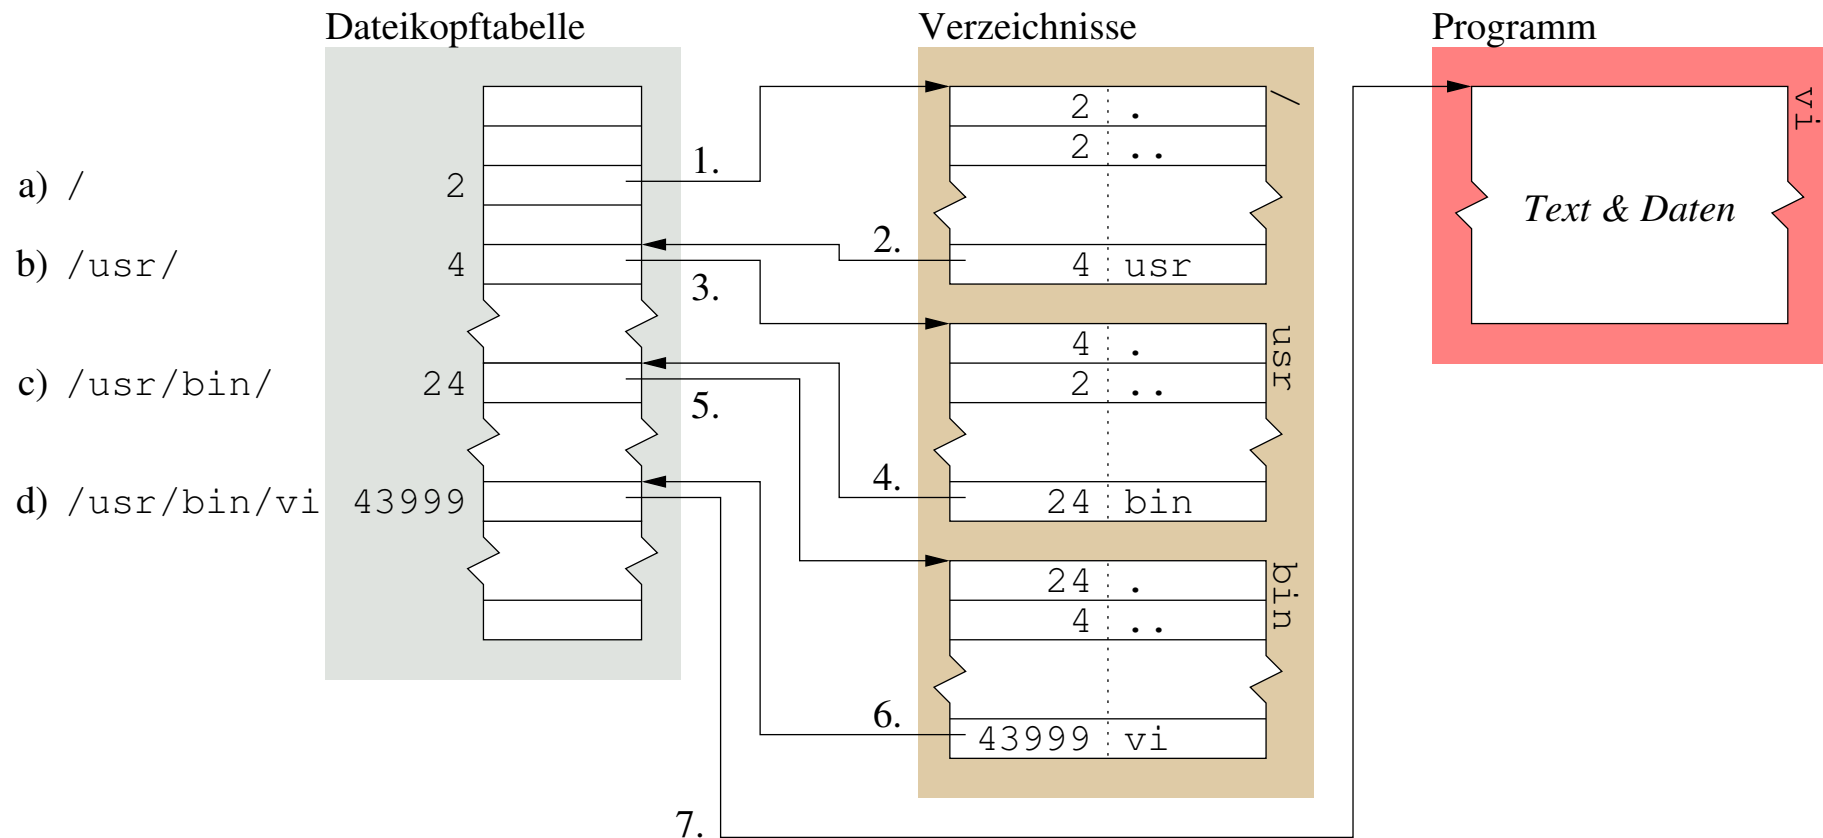 Dateikopftabelle
Verzeichnisse
Programm
a) / 2
b) /usr/ 4
c) /usr/bin/ 24
d) /usr/bin/vi 43999
1.
2.
3.
4.
5.
6.
7.
/
2 .
2 ..
4 usr
usr
4 .
2 ..
24 bin
bin
24 .
4 ..
43999 vi
vi
Text & Daten